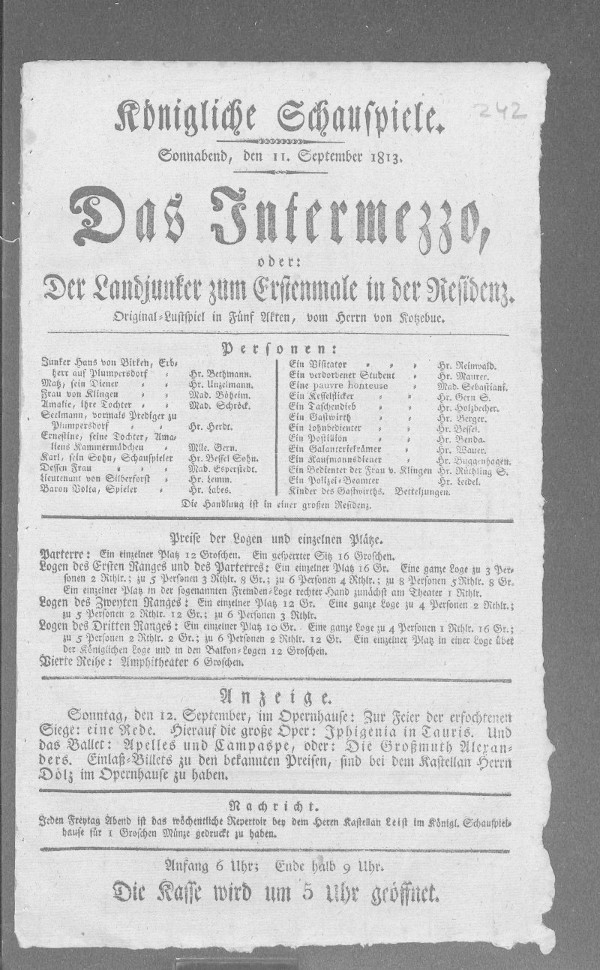 242
Königliche Schauspiele.
Sonnabend, den 11. September 1813.
Das Intermezzo,
oder:
Der Landjunker zum Erstenmale in der Residenz.
Original-Lustspiel in Fünf Akten, vom Herrn von Kotzebue.
Personen:
Junker Hans von Birken, Erb-
herr auf Plumpersdorf Hr. Bethmann.
Matz, sein Diener Hr. Unzelmann.
Frau von Klingen Mad. Böheim.
Amalie, ihre Tochter Mad. Schröck.
Seelmann, vormals Prediger zu
Plumpersdorf Hr. Herdt.
Ernestine, seine Tochter, Ama-
liens Kammermädchen Mlle. Gern.
Karl, sein Sohn, Schauspieler Hr. Bessel Sohn.
Dessen Frau Mad. Esperstedt.
Lieutenant von Silberforst Hr. Lemm.
Baron Volta, Spieler Hr. Labes.
Ein Visitator Hr. Reinwald.
Ein verdorbener Student Hr. Maurer.
Eine pauvre honteuse Mad. Sebastiani.
Ein Kesselflicker Hr. Gern S.
Ein Taschendieb Hr. Holzbecher.
Ein Gastwirth Hr. Berger.
Ein Lohnbedienter Hr. Bessel.
Ein Postillon Hr. Benda.
Ein Galanteriekrämer Hr. Wauer.
Ein Kaufmannsdiener Hr. Buggenhagen.
Ein Bedienter der Frau v. Klingen Hr. Rüthling S.
Ein Polizei-Beamter Hr. Leidel.
Kinder des Gastwirths. Betteljungen.
Die Handlung ist in einer großen Residenz.
Preise der Logen und einzelnen Plätze.
Parterre: Ein einzelner Platz 12 Groschen. Ein gesperrter Sitz 16 Groschen.
Logen des Ersten Ranges und des Parterres: Ein einzelner Platz 16 Gr. Eine ganze Loge zu 3 Per-
sonen 2 Rthlr.; zu 5 Personen 3 Rthlr. 8 Gr.; zu 6 Personen 4 Rthlr.; zu 8 Personen 5 Rthlr. 8 Gr.
Ein einzelner Platz in der sogenannten Fremden-Loge rechter Hand zunächst am Theater 1 Rthlr.
Logen des Zweyten Ranges: Ein einzelner Platz 12 Gr. Eine ganze Loge zu 4 Personen 2 Rthlr.;
zu 5 Personen 2 Rthlr. 12 Gr.; zu 6 Personen 3 Rthlr.
Logen des Dritten Ranges: Ein einzelner Platz 10 Gr. Eine ganze Loge zu 4 Personen 1 Rthlr. 16 Gr.;
zu 5 Personen 2 Rthlr. 2 Gr.; zu 6 Personen 2 Rthlr. 12 Gr. Ein einzelner Platz in einer Loge über
der Königlichen Loge und in den Balkon-Logen 12 Groschen.
Vierte Reihe: Amphitheater 6 Groschen.
Anzeige.
Sonntag, den 12. September, im Opernhause: Zur Feier der erfochtenen
Siege: eine Rede. Hierauf die große Oper: Iphigenia in Tauris. Und
das Ballet: Apelles und Campaspe, oder: Die Großmuth Alexan-
ders. Einlaß-Billets zu den bekannten Preisen, sind bei dem Kastellan Herrn
Dölz im Opernhause zu haben.
Nachricht.
Jeden Freytag Abend ist das wöchentliche Repertoir bey dem Herrn Kastellan Leist im Königl. Schauspiel-
hause für 1 Groschen Münze gedruckt zu haben.
Anfang 6 Uhr; Ende halb 9 Uhr.
Die Kasse wird um 5 Uhr geöffnet.